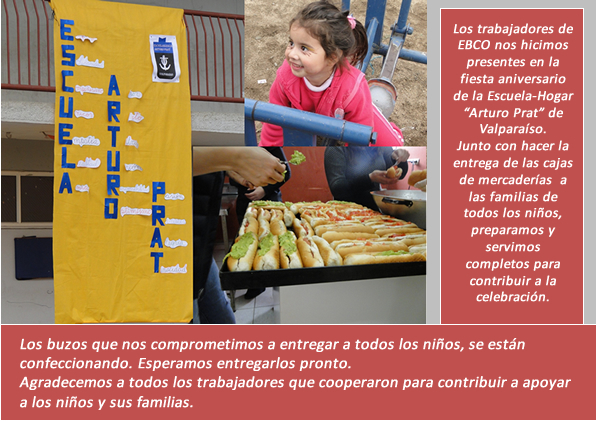 ESCUELA
ARTURO
PRAT
Los trabajadores de
EBCO nos hicimos
presentes en la
fiesta aniversario
de la Escuela-Hogar
“Arturo Prat” de
Valparaíso.
Junto con hacer la
entrega de las cajas
de mercaderías a
las familias de
todos los niños,
preparamos y
servimos
completos para
contribuir a la
celebración.
Los buzos que nos comprometimos a entregar a todos los niños, se están
confeccionando. Esperamos entregarlos pronto.
Agradecemos a todos los trabajadores que cooperaron para contribuir a apoyar
a los niños y sus familias.